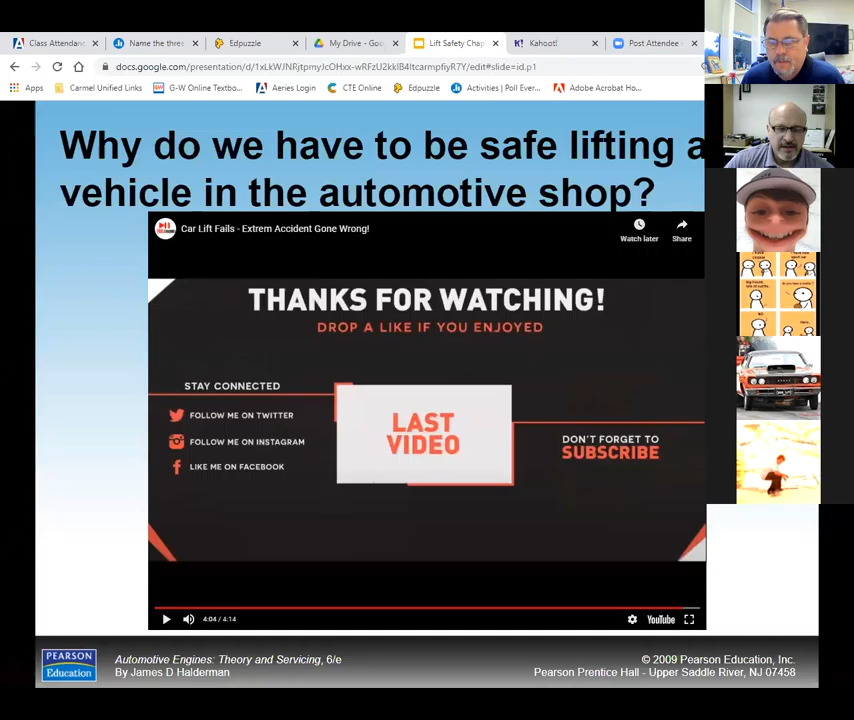 Class Attendanc
Name the three
Edpuzzle
My Drive - Goo
Lift Safety Chap
Kahoot!
Post Attendee -
docs.google.com/presentation/d/1xLkWJNRjtpmyJcOHxx-wRFzU2kklB4ltcarmpfiyR7Y/edit#slide=id.p1
Apps
Carmel Unified Links
G-W Online Textbo...
Aeries Login
CTE Online
Edpuzzle
Activities | Poll Ever...
Adobe Acrobat Ho...
Why do we have to be safe lifting a
vehicle in the automotive shop?
Car Lift Fails - Extrem Accident Gone Wrong!
Watch later
Share
THANKS FOR WATCHING!
DROP A LIKE IF YOU ENJOYED
STAY CONNECTED
FOLLOW ME ON TWITTER
FOLLOW ME ON INSTAGRAM
LIKE ME ON FACEBOOK
LAST
VIDEO
DON'T FORGET TO
SUBSCRIBE
4:04 / 4:14
YouTube
PEARSON
Education
Automotive Engines: Theory and Servicing, 6/e
By James D Halderman
© 2009 Pearson Education, Inc.
Pearson Prentice Hall - Upper Saddle River, NJ 07458